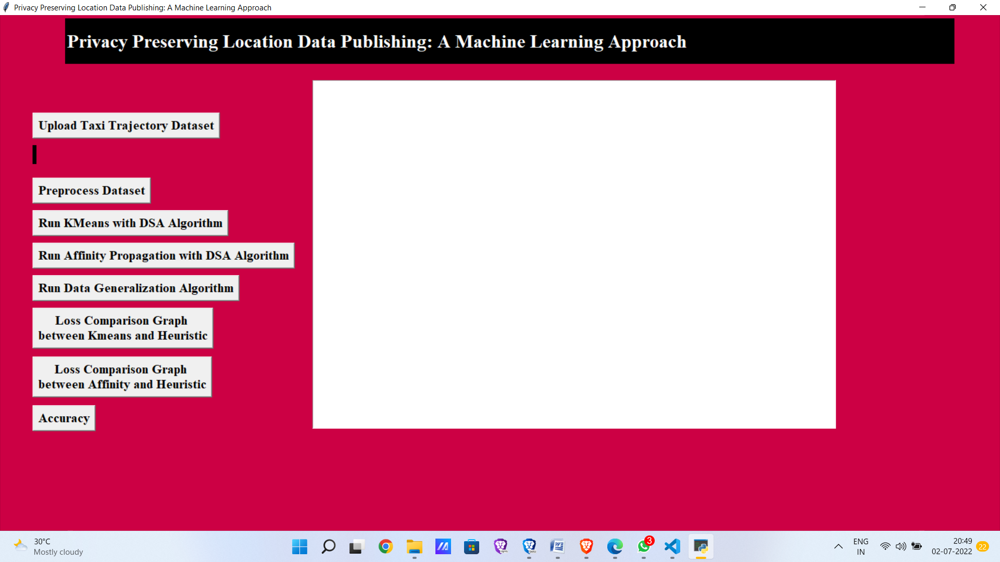 Privacy Preserving Location Data Publishing: A Machine Learning Approach
Privacy Preserving Location Data Publishing: A Machine Learning Approach
Upload Taxi Trajectory Dataset
Preprocess Dataset
Run KMeans with DSA Algorithm
Run Affinity Propagation with DSA Algorithm
Run Data Generalization Algorithm
Loss Comparison Graph
between Kmeans and Heuristic
Loss Comparison Graph
between Affinity and Heuristic
Accuracy
30°C
Mostly cloudy
beta
3
ENG
IN
20:49
02-07-2022
22